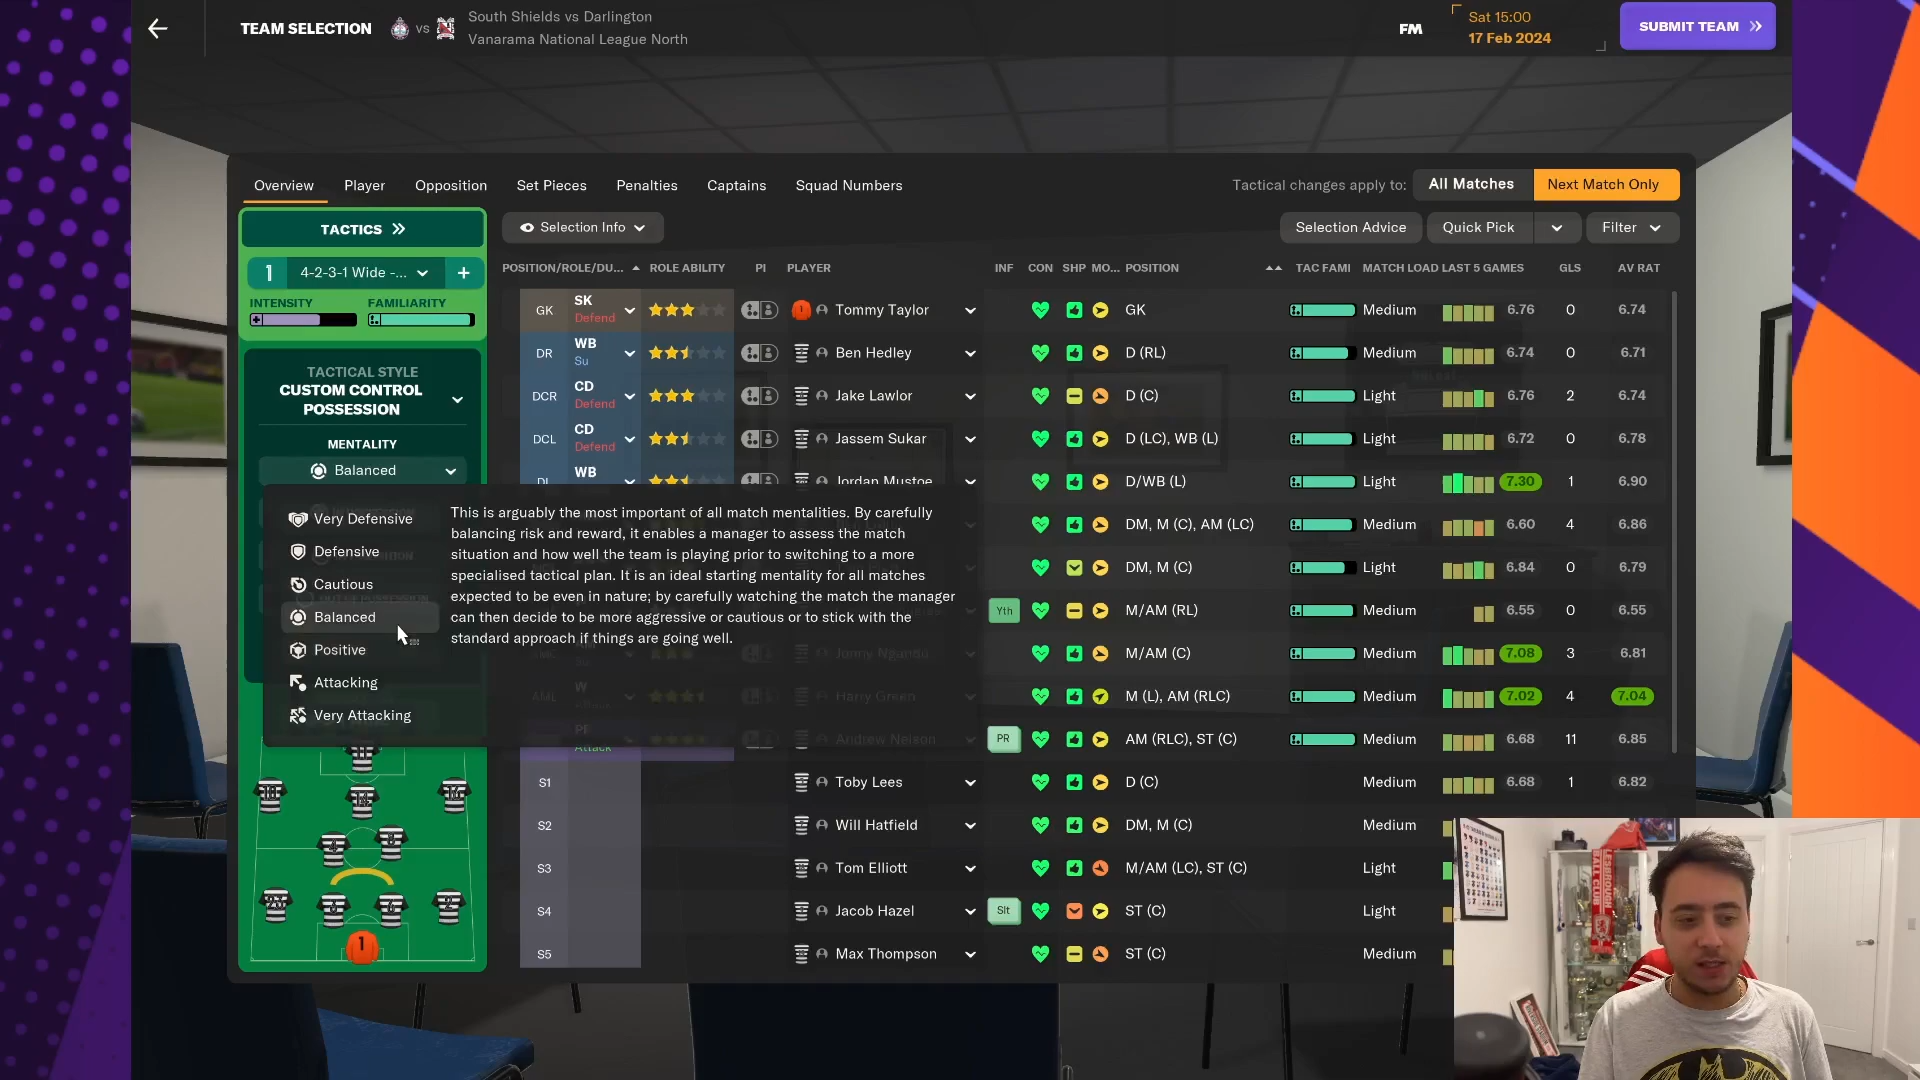 TEAM SELECTION
vs
South Shields vs Darlington
Vanarama National League North
FM
Sat 15:00
17 Feb 2024
SUBMIT TEAM
Overview Player Opposition Set Pieces Penalties Captains Squad Numbers
Tactical changes apply to: All Matches Next Match Only
TACTICS
Selection Info
Selection Advice Quick Pick Filter
1 4-2-3-1 Wide -... +
INTENSITY FAMILIARITY
TACTICAL STYLE
CUSTOM CONTROL
POSSESSION
MENTALITY
Balanced
Very Defensive
Defensive
Cautious
Balanced
Positive
Attacking
Very Attacking
This is arguably the most important of all match mentalities. By carefully
balancing risk and reward, it enables a manager to assess the match
situation and how well the team is playing prior to switching to a more
specialised tactical plan. It is an ideal starting mentality for all matches
expected to be even in nature; by carefully watching the match the manager
can then decide to be more aggressive or cautious or to stick with the
standard approach if things are going well.
POSITION/ROLE/DU... ROLE ABILITY PI PLAYER INF CON SHP MO... POSITION TAC FAMI MATCH LOAD LAST 5 GAMES GLS AV RAT
GK SK Defend Tommy Taylor GK Medium 6.76 0 6.74
DR WB Su Ben Hedley D (RL) Medium 6.74 0 6.71
DCR CD Defend Jake Lawlor D (C) Light 6.76 2 6.74
DCL CD Defend Jassem Sukar D (LC), WB (L) Light 6.72 0 6.78
DL WB Jordan Mustoe D/WB (L) Light 7.30 1 6.90
DM, M (C), AM (LC) Medium 6.60 4 6.86
DM, M (C) Light 6.84 0 6.79
Yth M/AM (RL) Medium 6.55 0 6.55
M/AM (C) Medium 7.08 3 6.81
AML W Harry Green M (L), AM (RLC) Medium 7.02 4 7.04
PF Attack Andrew Nelson PR AM (RLC), ST (C) Medium 6.68 11 6.85
S1 Toby Lees D (C) Medium 6.68 1 6.82
S2 Will Hatfield DM, M (C) Medium
S3 Tom Elliott M/AM (LC), ST (C) Light
S4 Jacob Hazel Slt ST (C) Light
S5 Max Thompson ST (C) Medium
1